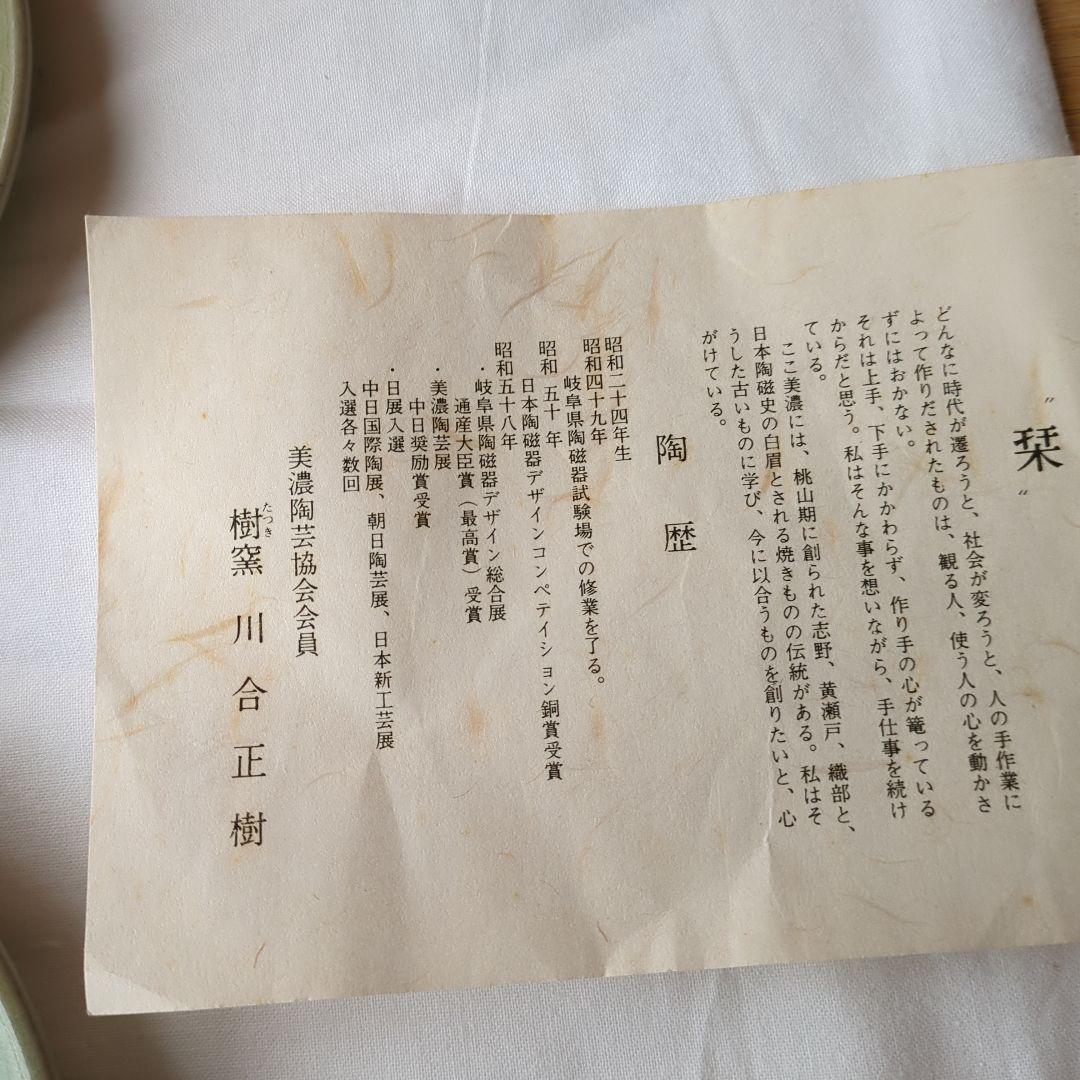 〃栞〃
どんなに時代が遷ろうと、社会が変ろうと、人の手作業に
よって作りだされたものは、観る人、使う人の心を動かさ
ずにはおかない。
それは上手、下手にかかわらず、作り手の心が篭っている
からだと思う。私はそんな事を想いながら、手仕事を続け
ている。
ここ美濃には、桃山期に創られた志野、黄瀬戸、織部と、
日本陶磁史の白眉とされる焼きものの伝統がある。私はそ
うした古いものに学び、今に以合うものを創りたいと、心
がけている。
陶歴
昭和二十四年生
昭和四十九年
岐阜県陶磁器試験場での修業を了る。
昭和五十年
日本陶磁器デザインコンペテイション銅賞受賞
昭和五十八年
・岐阜県陶磁器デザイン総合展
通産大臣賞（最高賞）受賞
・美濃陶芸展
中日奨励賞受賞
・日展入選
中日国際陶展、朝日陶芸展、日本新工芸展
入選各々数回
美濃陶芸協会会員
たつき
樹窯 川合正樹